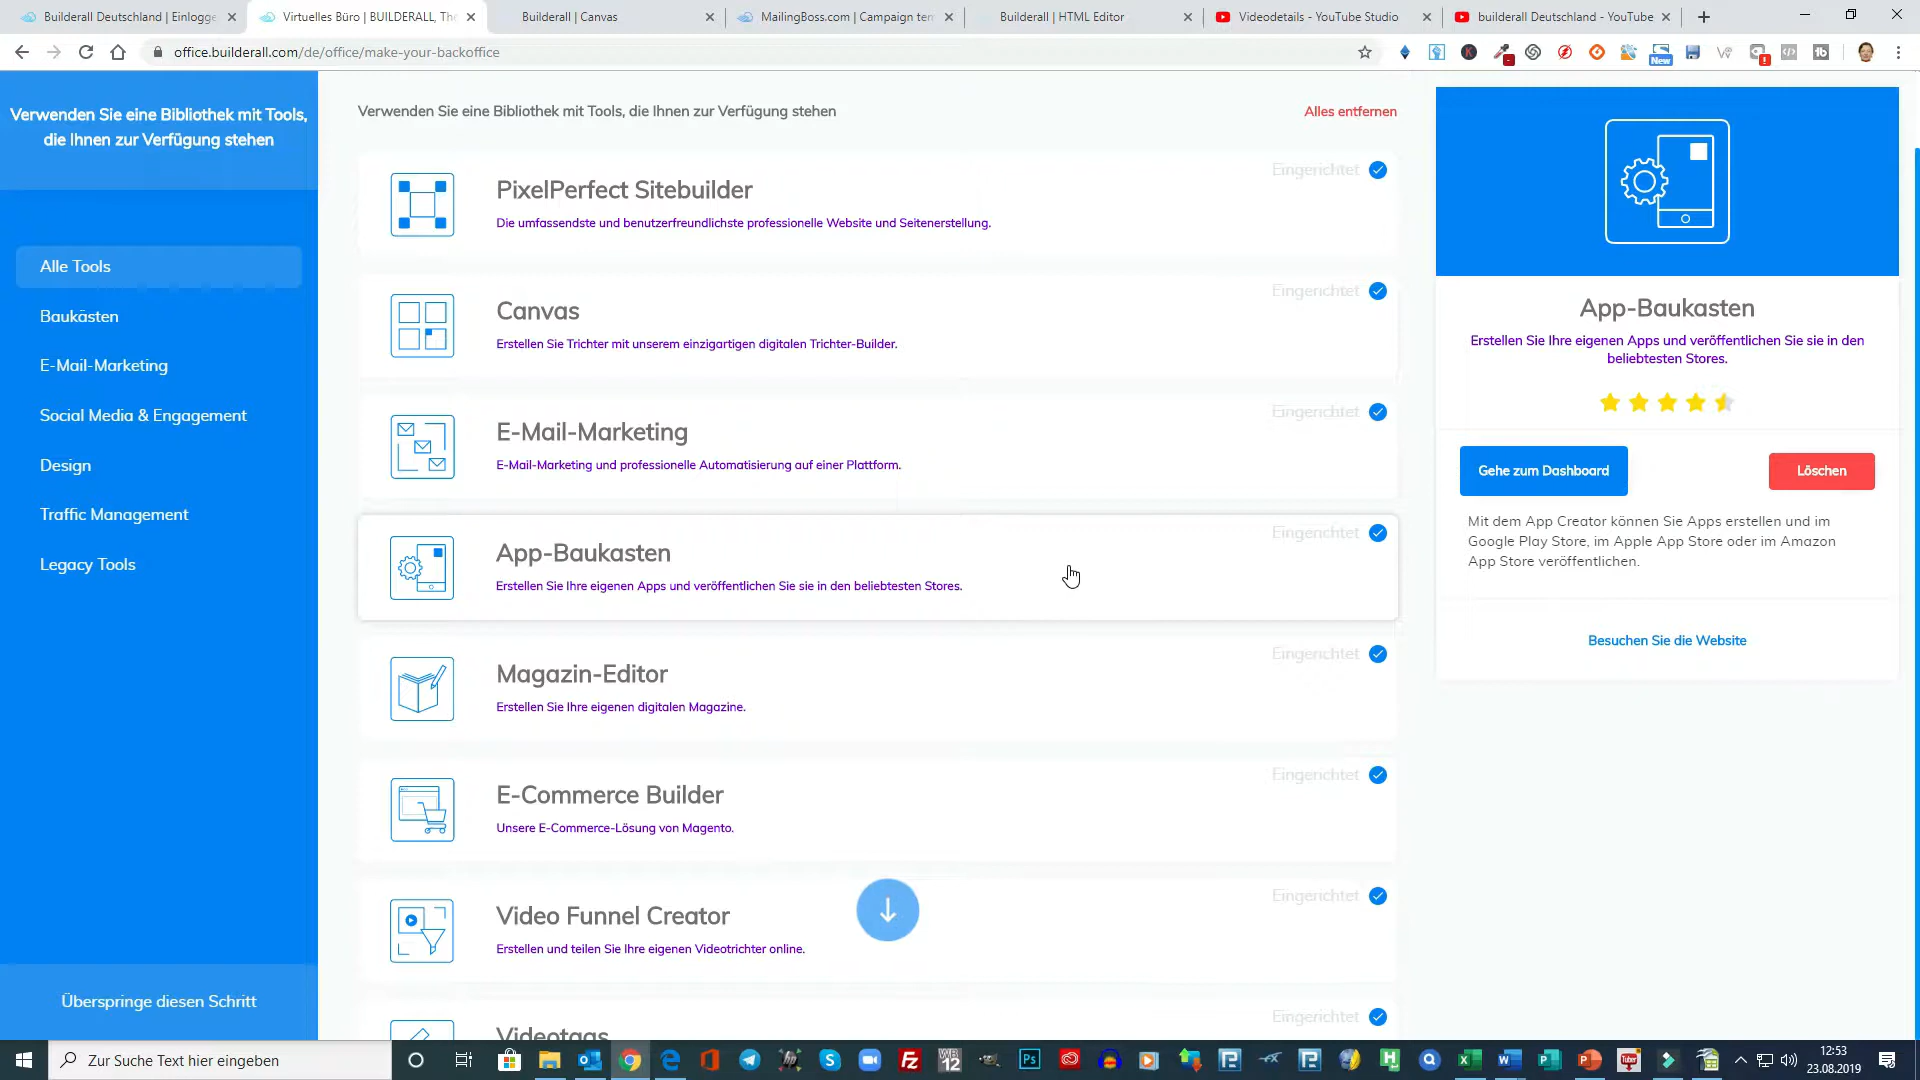 Builderall Deutschland | Einlogge
Virtuelles Büro | BUILDERALL, The
Builderall | Canvas
MailingBoss.com | Campaign tem
Builderall | HTML Editor
Videodetails - YouTube Studio
builderall Deutschland - YouTube
office.builderall.com/de/office/make-your-backoffice
New
Verwenden Sie eine Bibliothek mit Tools,
die Ihnen zur Verfügung stehen
Alle Tools
Baukästen
E-Mail-Marketing
Social Media & Engagement
Design
Traffic Management
Legacy Tools
Überspringe diesen Schritt
Verwenden Sie eine Bibliothek mit Tools, die Ihnen zur Verfügung stehen
Alles entfernen
Eingerichtet
PixelPerfect Sitebuilder
Die umfassendste und benutzerfreundlichste professionelle Website und Seitenerstellung.
Eingerichtet
Canvas
Erstellen Sie Trichter mit unserem einzigartigen digitalen Trichter-Builder.
Eingerichtet
E-Mail-Marketing
E-Mail-Marketing und professionelle Automatisierung auf einer Plattform.
Eingerichtet
App-Baukasten
Erstellen Sie Ihre eigenen Apps und veröffentlichen Sie sie in den beliebtesten Stores.
Eingerichtet
Magazin-Editor
Erstellen Sie Ihre eigenen digitalen Magazine.
Eingerichtet
E-Commerce Builder
Unsere E-Commerce-Lösung von Magento.
Eingerichtet
Video Funnel Creator
Erstellen und teilen Sie Ihre eigenen Videotrichter online.
Eingerichtet
Videotags
App-Baukasten
Erstellen Sie Ihre eigenen Apps und veröffentlichen Sie sie in den
beliebtesten Stores.
Gehe zum Dashboard
Löschen
Mit dem App Creator können Sie Apps erstellen und im
Google Play Store, im Apple App Store oder im Amazon
App Store veröffentlichen.
Besuchen Sie die Website
Zur Suche Text hier eingeben
12:53
23.08.2019